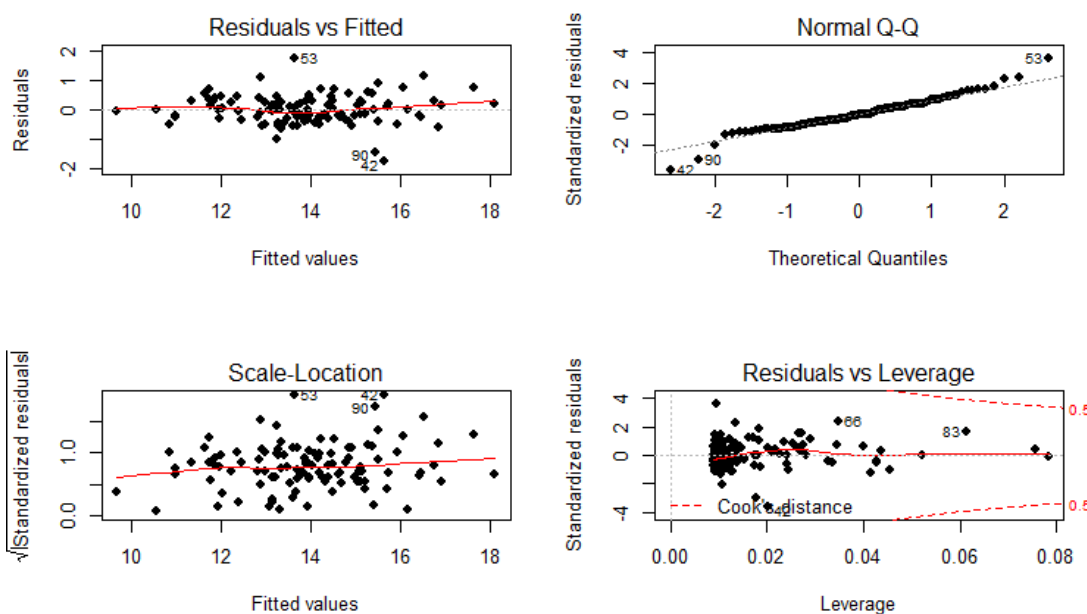 Residuals vs Fitted
Residuals
2
1
0
-2
53
90
42
10 12 14 16 18
Fitted values
Normal Q-Q
Standardized residuals
4
2
0
-2
53
90
42
-2 -1 0 1 2
Theoretical Quantiles
Scale-Location
√|Standardized residuals|
1.0
0.0
53
42
90
10 12 14 16 18
Fitted values
Residuals vs Leverage
Standardized residuals
4
2
0
-4
66
83
42
0.5
0.5
Cook's distance
0.00 0.02 0.04 0.06 0.08
Leverage